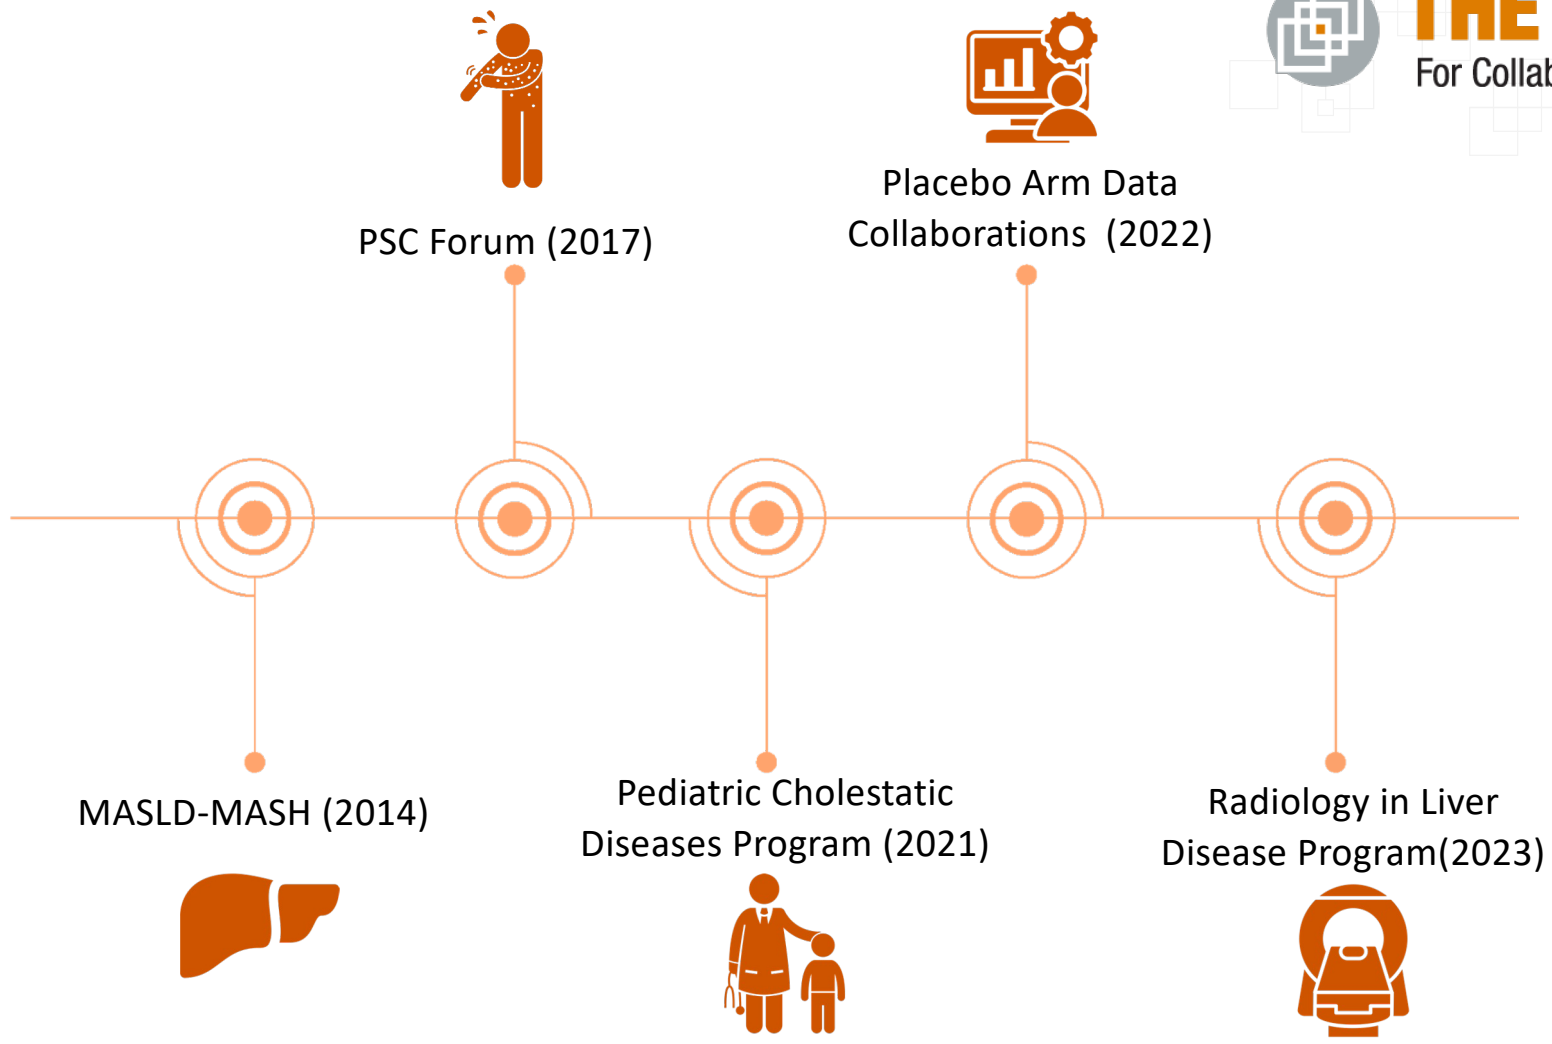 THE
For Collab
PSC Forum (2017)
Placebo Arm Data
Collaborations (2022)
MASLD-MASH (2014)
Pediatric Cholestatic
Diseases Program (2021)
Radiology in Liver
Disease Program(2023)